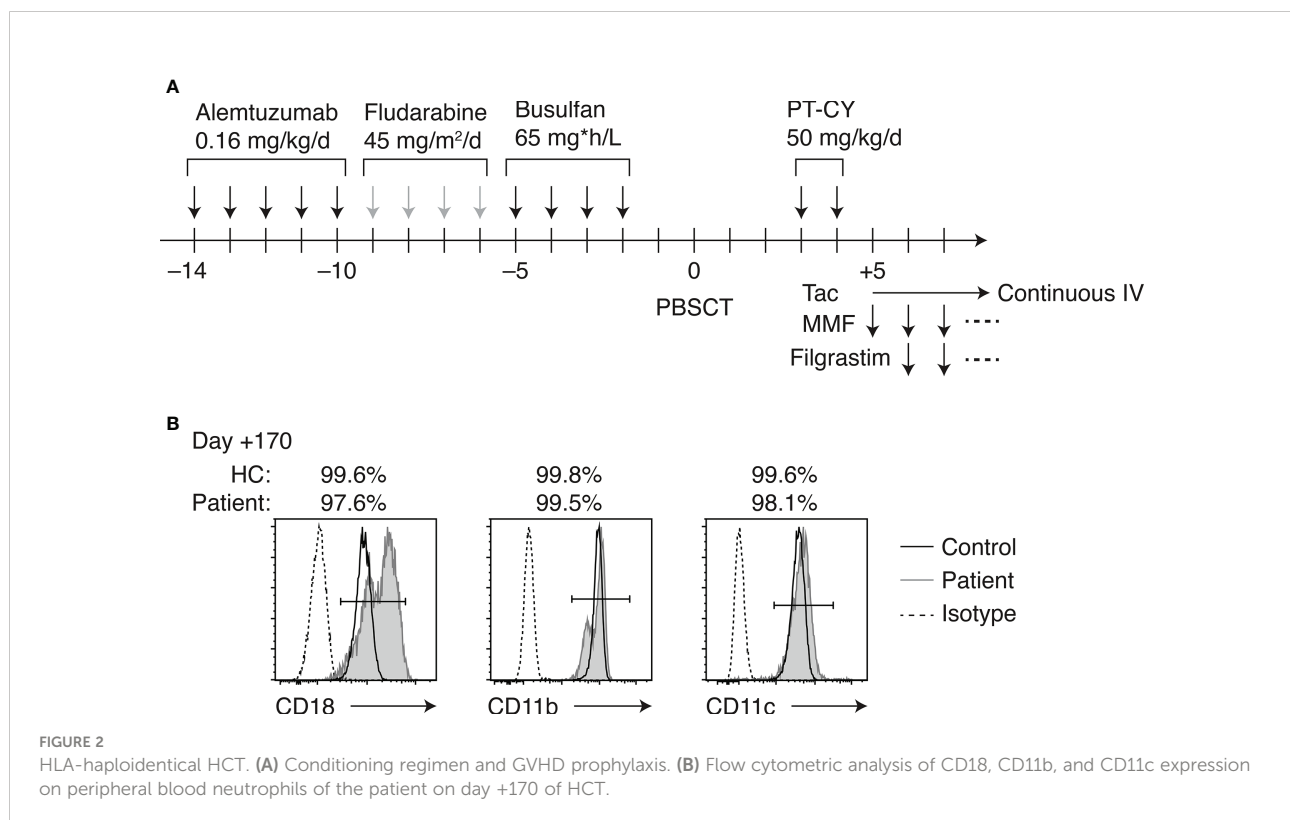 A
Alemtuzumab Fludarabine Busulfan PT-CY
0.16 mg/kg/d 45 mg/m²/d 65 mg*h/L 50 mg/kg/d
–14 –10 –5 0 +5
PBSCT
Tac Continuous IV
MMF
Filgrastim
B
Day +170
HC: 99.6% 99.8% 99.6%
Patient: 97.6% 99.5% 98.1%
Control
Patient
Isotype
CD18 CD11b CD11c
FIGURE 2
HLA-haploidentical HCT. (A) Conditioning regimen and GVHD prophylaxis. (B) Flow cytometric analysis of CD18, CD11b, and CD11c expression
on peripheral blood neutrophils of the patient on day +170 of HCT.